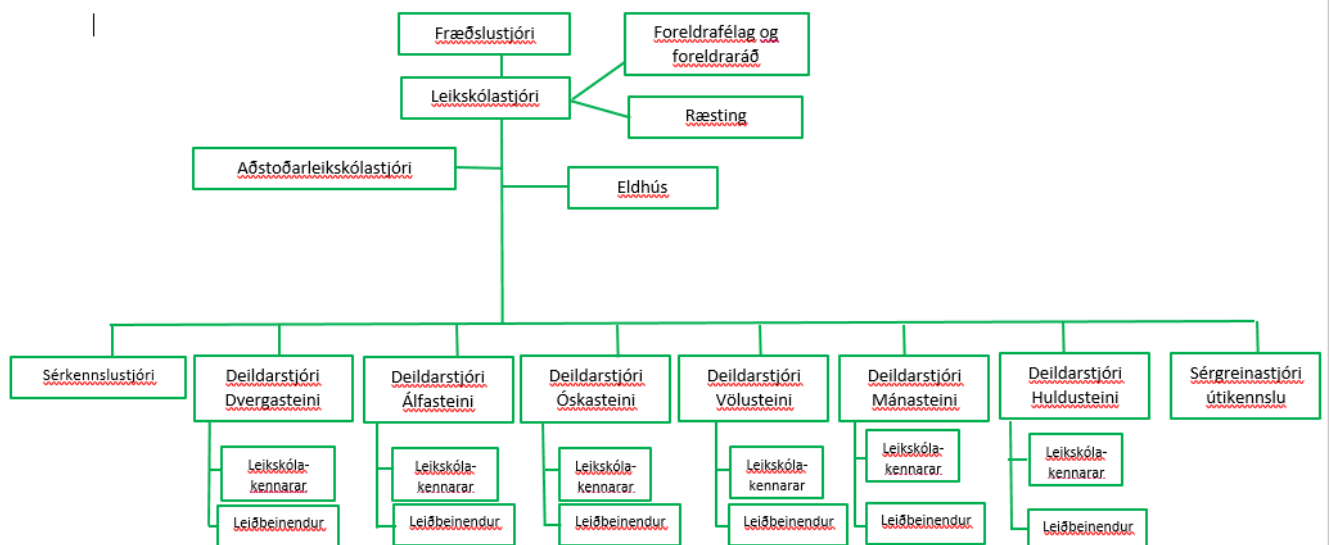 Fræðslustjóri
Foreldrafélag og
foreldraráð
Leikskólastjóri
Ræsting
Aðstoðarleikskólastjóri
Eldhús
Sérkennslustjóri
Deildarstjóri
Dvergasteini
Deildarstjóri
Álfasteini
Deildarstjóri
Óskasteini
Deildarstjóri
Völusteini
Deildarstjóri
Mánasteini
Deildarstjóri
Huldusteini
Sérgreinastjóri
útikennslu
Leikskóla-
kennarar
Leikskóla-
kennarar
Leikskóla-
kennarar
Leikskóla-
kennarar
Leikskóla-
kennarar
Leikskóla-
kennarar
Leiðbeinendur
Leiðbeinendur
Leiðbeinendur
Leiðbeinendur
Leiðbeinendur
Leiðbeinendur